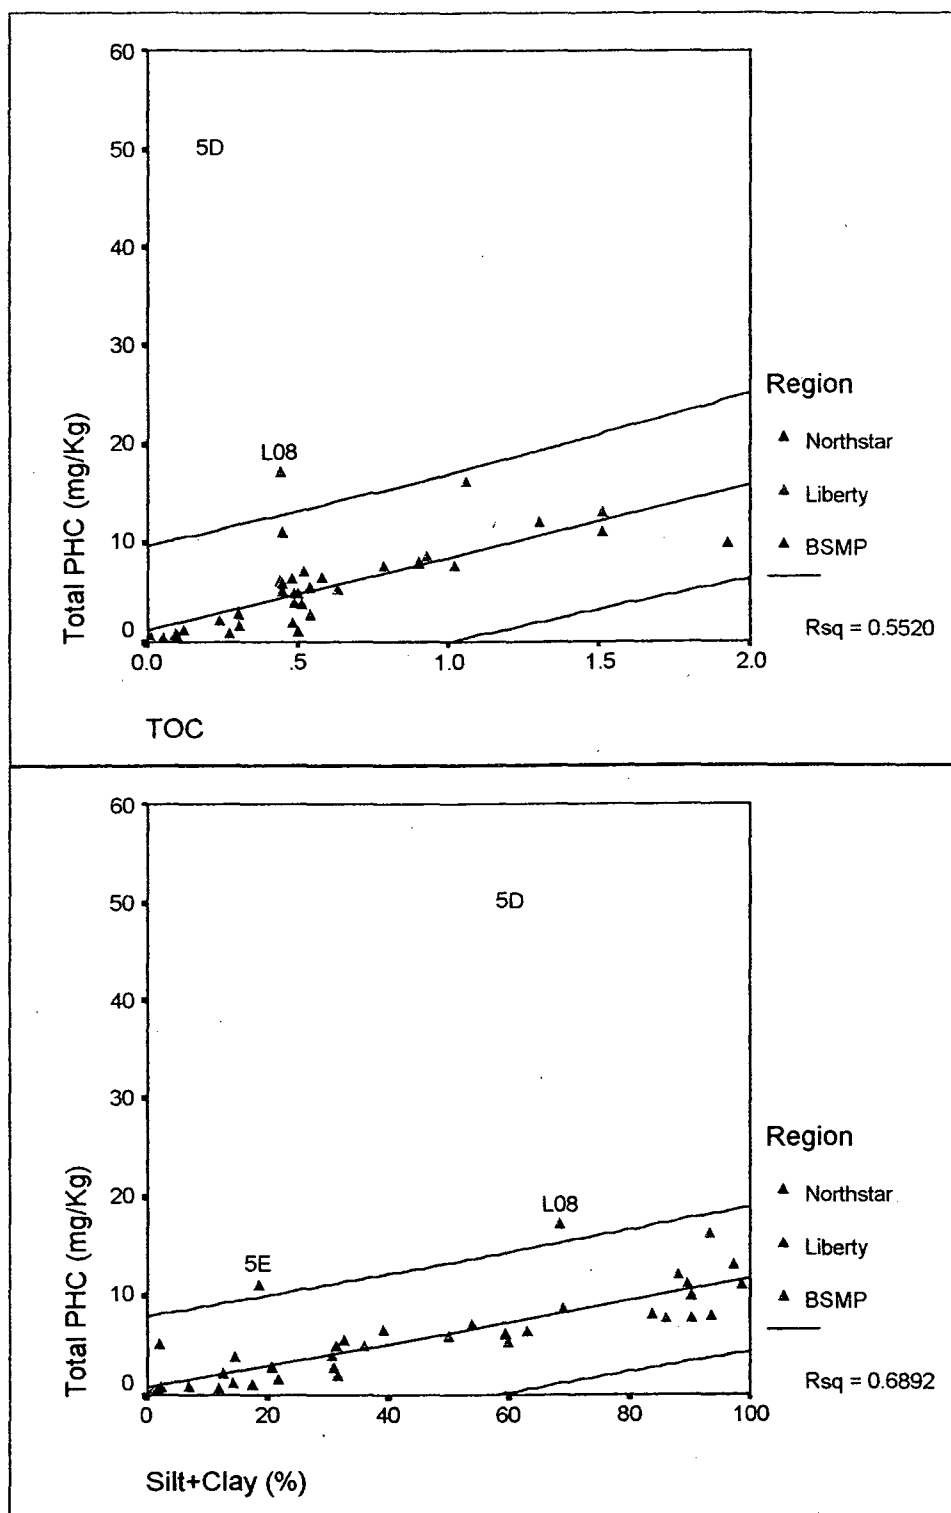 60
50
5D
40
30
Region
Northstar
20
L08
Liberty
10
BSMP
0
Rsq = 0.5520
0.0 .5 1.0 1.5 2.0
Total PHC (mg/Kg)
TOC
60
50
5D
40
30
Region
20
L08
Northstar
5E
Liberty
10
BSMP
0
Rsq = 0.6892
0 20 40 60 80 100
Total PHC (mg/Kg)
Silt+Clay (%)